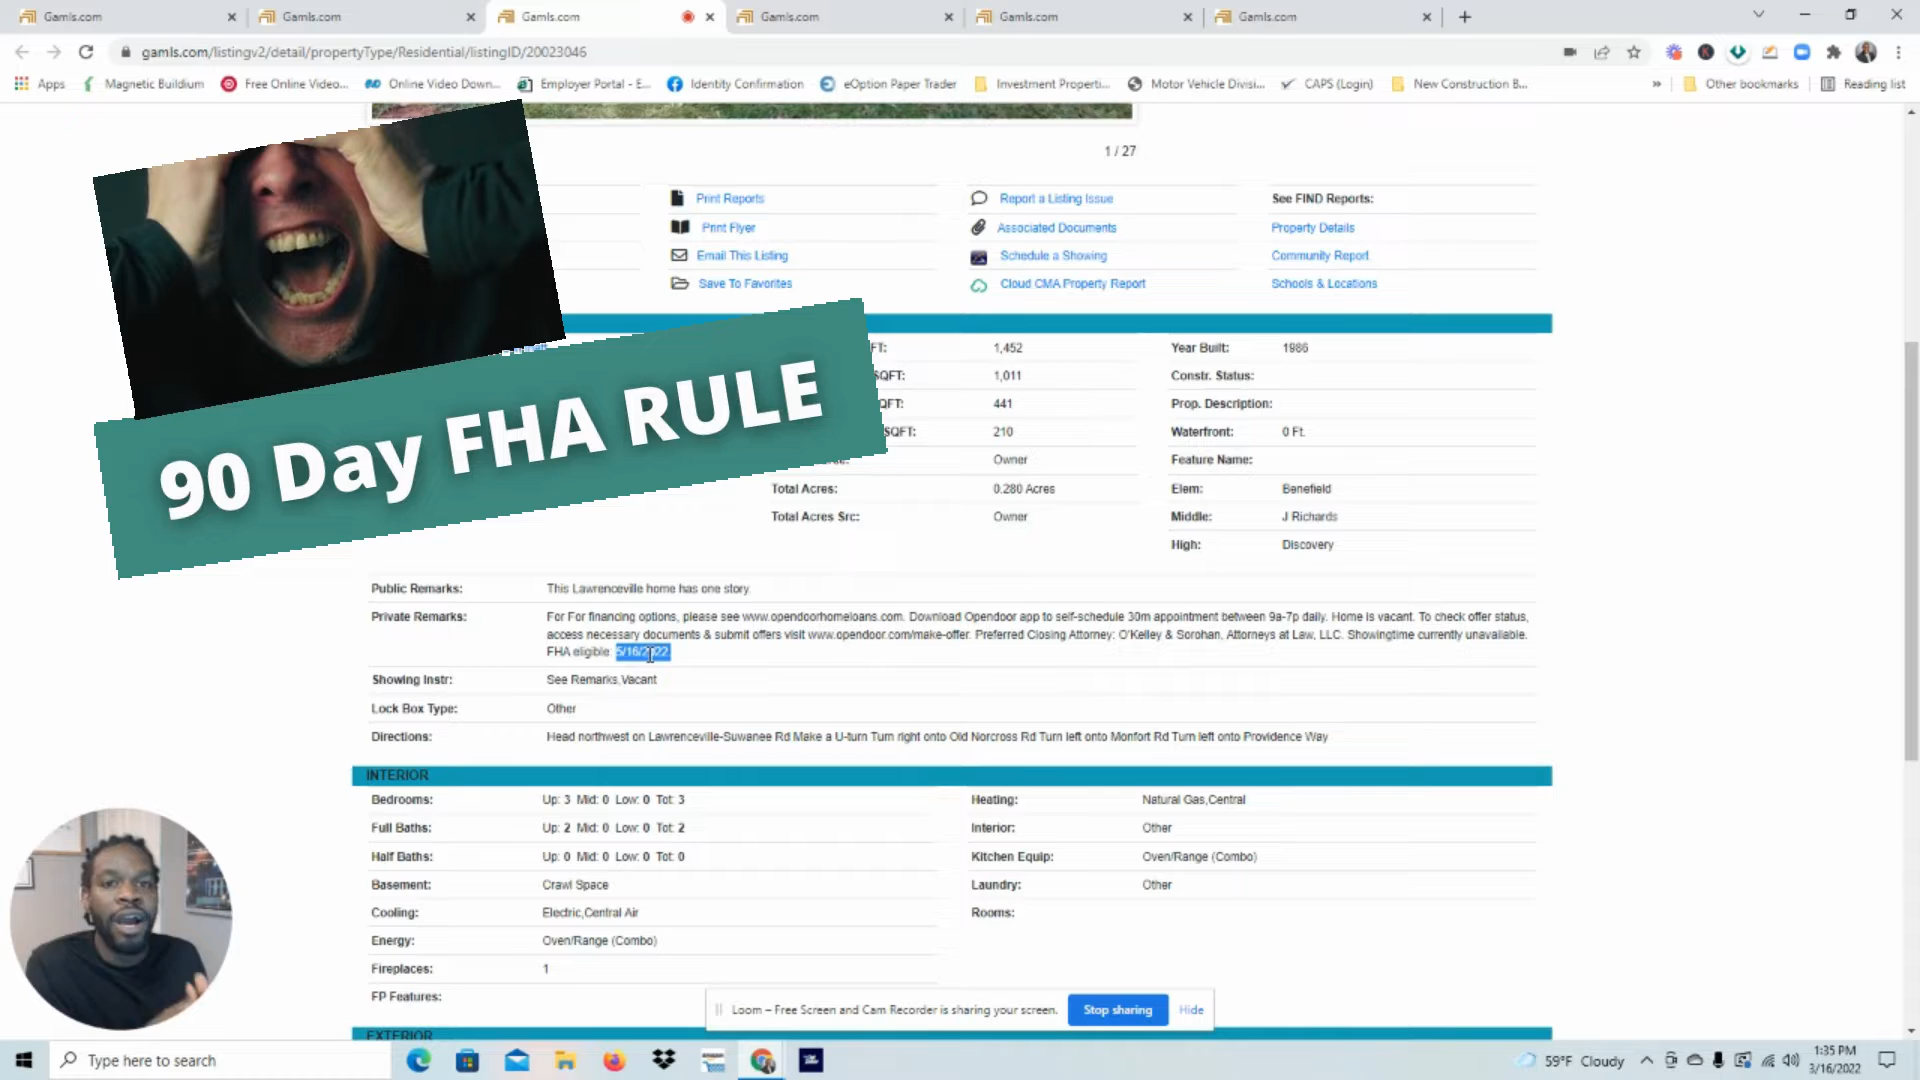 Gamls.com
Gamls.com
Gamls.com
Gamls.com
Gamls.com
Gamls.com
gamls.com/listingv2/detail/propertyType/Residential/listingID/20023046
Apps
Magnetic Buildium
Free Online Video...
Online Video Down...
Employer Portal - E...
Identity Confirmation
eOption Paper Trader
Investment Properti...
Motor Vehicle Divisi...
CAPS (Login)
New Construction B...
»
Other bookmarks
Reading list
1 / 27
Print Reports
Report a Listing Issue
See FIND Reports:
Print Flyer
Associated Documents
Property Details
Email This Listing
Schedule a Showing
Community Report
Save To Favorites
Cloud CMA Property Report
Schools & Locations
90 Day FHA RULE
FT: 1,452
Year Built: 1986
SQFT: 1,011
Constr. Status:
QFT: 441
Prop. Description:
SQFT: 210
Waterfront: 0 Ft.
Owner
Feature Name:
Total Acres: 0.280 Acres
Elem: Benefield
Total Acres Src: Owner
Middle: J Richards
High: Discovery
Public Remarks: This Lawrenceville home has one story.
Private Remarks: For For financing options, please see www.opendoorhomeloans.com. Download Opendoor app to self-schedule 30m appointment between 9a-7p daily. Home is vacant. To check offer status,
access necessary documents & submit offers visit www.opendoor.com/make-offer. Preferred Closing Attorney: O'Kelley & Sorohan, Attorneys at Law, LLC. Showingtime currently unavailable.
FHA eligible: 5/16/2022.
Showing Instr: See Remarks,Vacant
Lock Box Type: Other
Directions: Head northwest on Lawrenceville-Suwanee Rd Make a U-turn Turn right onto Old Norcross Rd Turn left onto Monfort Rd Turn left onto Providence Way
INTERIOR
Bedrooms: Up: 3 Mid: 0 Low: 0 Tot: 3
Heating: Natural Gas,Central
Full Baths: Up: 2 Mid: 0 Low: 0 Tot: 2
Interior: Other
Half Baths: Up: 0 Mid: 0 Low: 0 Tot: 0
Kitchen Equip: Oven/Range (Combo)
Basement: Crawl Space
Laundry: Other
Cooling: Electric,Central Air
Rooms:
Energy: Oven/Range (Combo)
Fireplaces: 1
FP Features:
Loom – Free Screen and Cam Recorder is sharing your screen.
Stop sharing
Hide
EXTERIOR
Type here to search
59°F Cloudy
1:35 PM
3/16/2022